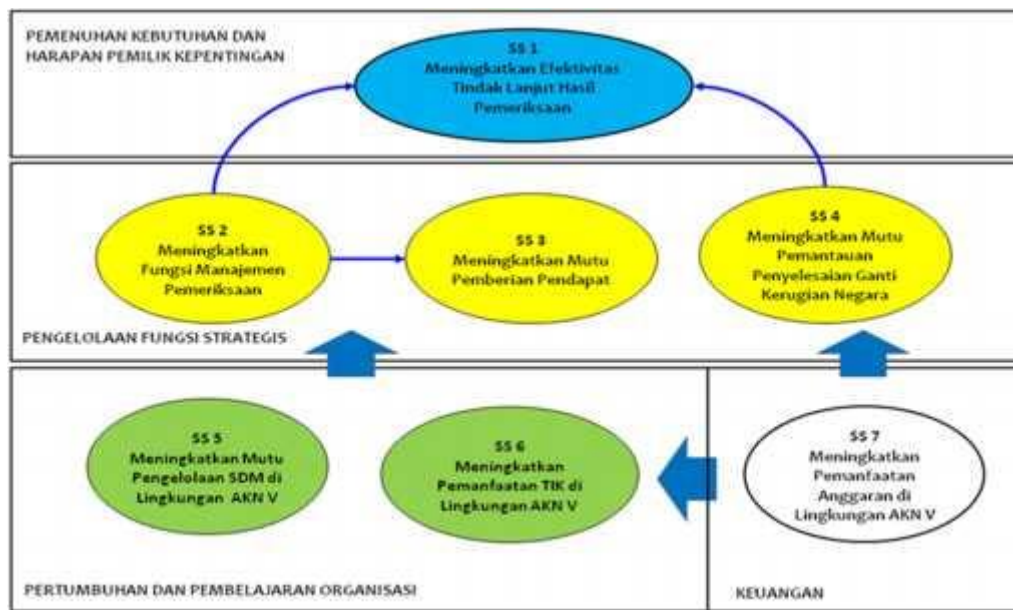 PEMENUHAN KEBUTUHAN DAN
HARAPAN PEMILIK KEPENTINGAN
SS 1
Meningkatkan Efektivitas
Tindak Lanjut Hasil
Pemeriksaan
SS 2
Meningkatkan
Fungsi Manajemen
Pemeriksaan
SS 3
Meningkatkan Mutu
Pemberian Pendapat
SS 4
Meningkatkan Mutu
Pemantauan
Penyelesaian Ganti
Kerugian Negara
PENGELOLAAN FUNGSI STRATEGIS
SS 5
Meningkatkan Mutu
Pengelolaan SDM di
Lingkungan AKN V
SS 6
Meningkatkan
Pemanfaatan TIK di
Lingkungan AKN V
SS 7
Meningkatkan
Pemanfaatan
Anggaran di
Lingkungan AKN V
PERTUMBUHAN DAN PEMBELAJARAN ORGANISASI
KEUANGAN